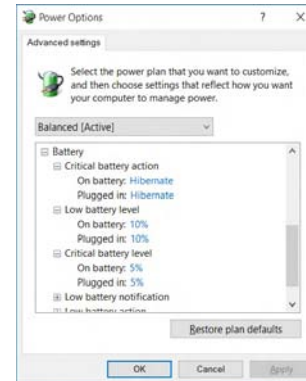 Power Options
Advanced settings
Select the power plan that you want to customize,
and then choose settings that reflect how you want
your computer to manage power.
Balanced [Active]
Battery
Critical battery action
On battery: Hibernate
Plugged in: Hibernate
Low battery level
On battery: 10%
Plugged in: 10%
Critical battery level
On battery: 5%
Plugged in: 5%
Low battery notification
Low battery action
Restore plan defaults
OK
Cancel
Apply